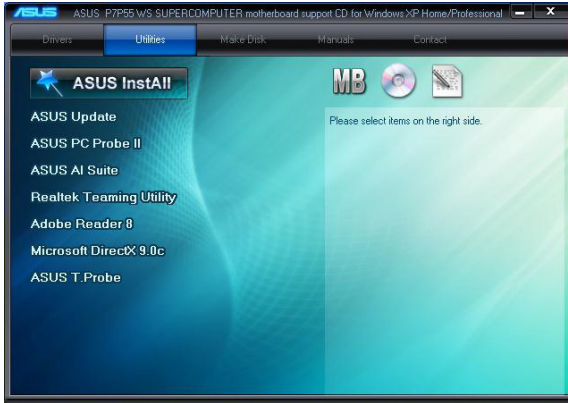 ASUS ASUS P7P55 WS SUPERCOMPUTER motherboard support CD for Windows XP Home/Professional
Drivers Utilities Make Disk Manuals Contact
ASUS InstAll
MB
ASUS Update
Please select items on the right side.
ASUS PC Probe II
ASUS AI Suite
Realtek Teaming Utility
Adobe Reader 8
Microsoft DirectX 9.0c
ASUS T.Probe